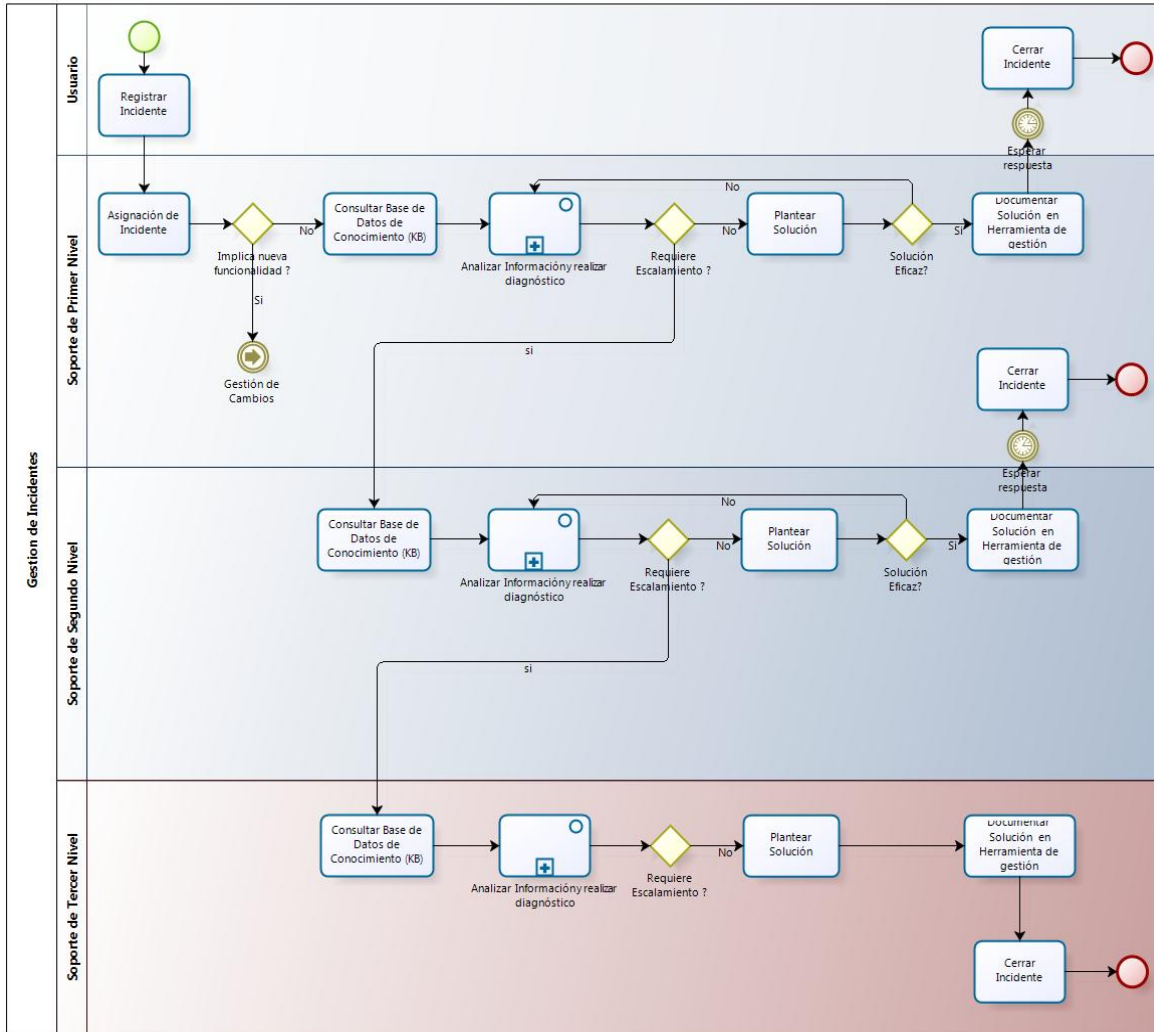 Gestion de Incidentes
Usuario
Registrar
Incidente
Cerrar
Incidente
Esperar
respuesta
Soporte de Primer Nivel
Asignación de
Incidente
Implica nueva
funcionalidad ?
No
Si
Gestión de
Cambios
Consultar Base de
Datos de
Conocimiento (KB)
Analizar Información y realizar
diagnóstico
Requiere
Escalamiento ?
No
si
Plantear
Solución
Solución
Eficaz?
No
Si
Documentar
Solución en
Herramienta de
gestión
Cerrar
Incidente
Esperar
respuesta
Soporte de Segundo Nivel
Consultar Base de
Datos de
Conocimiento (KB)
Analizar Información y realizar
diagnóstico
Requiere
Escalamiento ?
No
si
Plantear
Solución
Solución
Eficaz?
No
Si
Documentar
Solución en
Herramienta de
gestión
Soporte de Tercer Nivel
Consultar Base de
Datos de
Conocimiento (KB)
Analizar Información y realizar
diagnóstico
Requiere
Escalamiento ?
No
Plantear
Solución
Documentar
Solución en
Herramienta de
gestión
Cerrar
Incidente